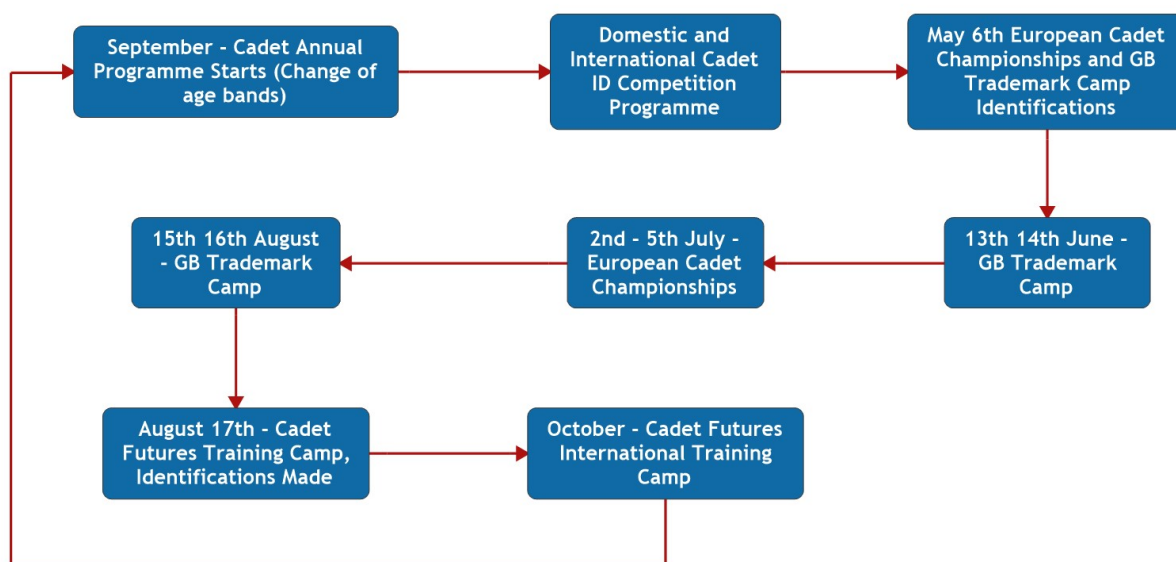 September - Cadet Annual
Programme Starts (Change of
age bands)
Domestic and
International Cadet
ID Competition
Programme
May 6th European Cadet
Championships and GB
Trademark Camp
Identifications
13th 14th June -
GB Trademark
Camp
2nd - 5th July -
European Cadet
Championships
15th 16th August
- GB Trademark
Camp
August 17th - Cadet
Futures Training Camp,
Identifications Made
October - Cadet Futures
International Training
Camp